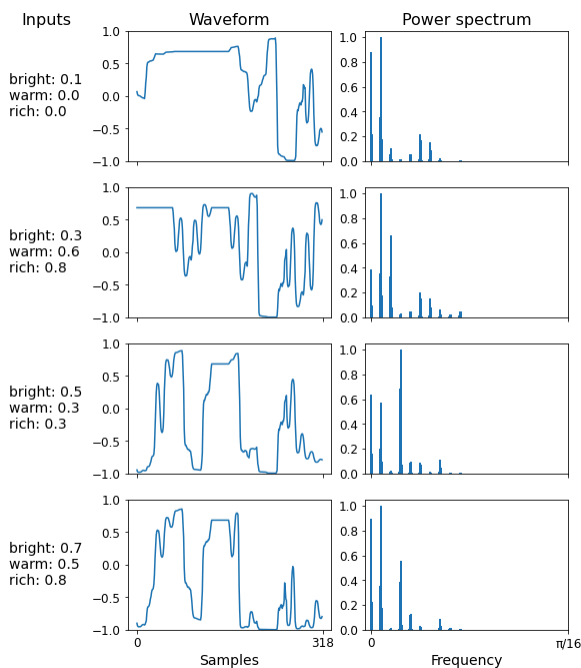 Inputs Waveform Power spectrum
bright: 0.1
warm: 0.0
rich: 0.0
1.0
0.5
0.0
−0.5
−1.0
1.0
0.8
0.6
0.4
0.2
0.0
bright: 0.3
warm: 0.6
rich: 0.8
1.0
0.5
0.0
−0.5
−1.0
1.0
0.8
0.6
0.4
0.2
0.0
bright: 0.5
warm: 0.3
rich: 0.3
1.0
0.5
0.0
−0.5
−1.0
1.0
0.8
0.6
0.4
0.2
0.0
bright: 0.7
warm: 0.5
rich: 0.8
1.0
0.5
0.0
−0.5
−1.0
1.0
0.8
0.6
0.4
0.2
0.0
0 318
Samples
0 π/16
Frequency